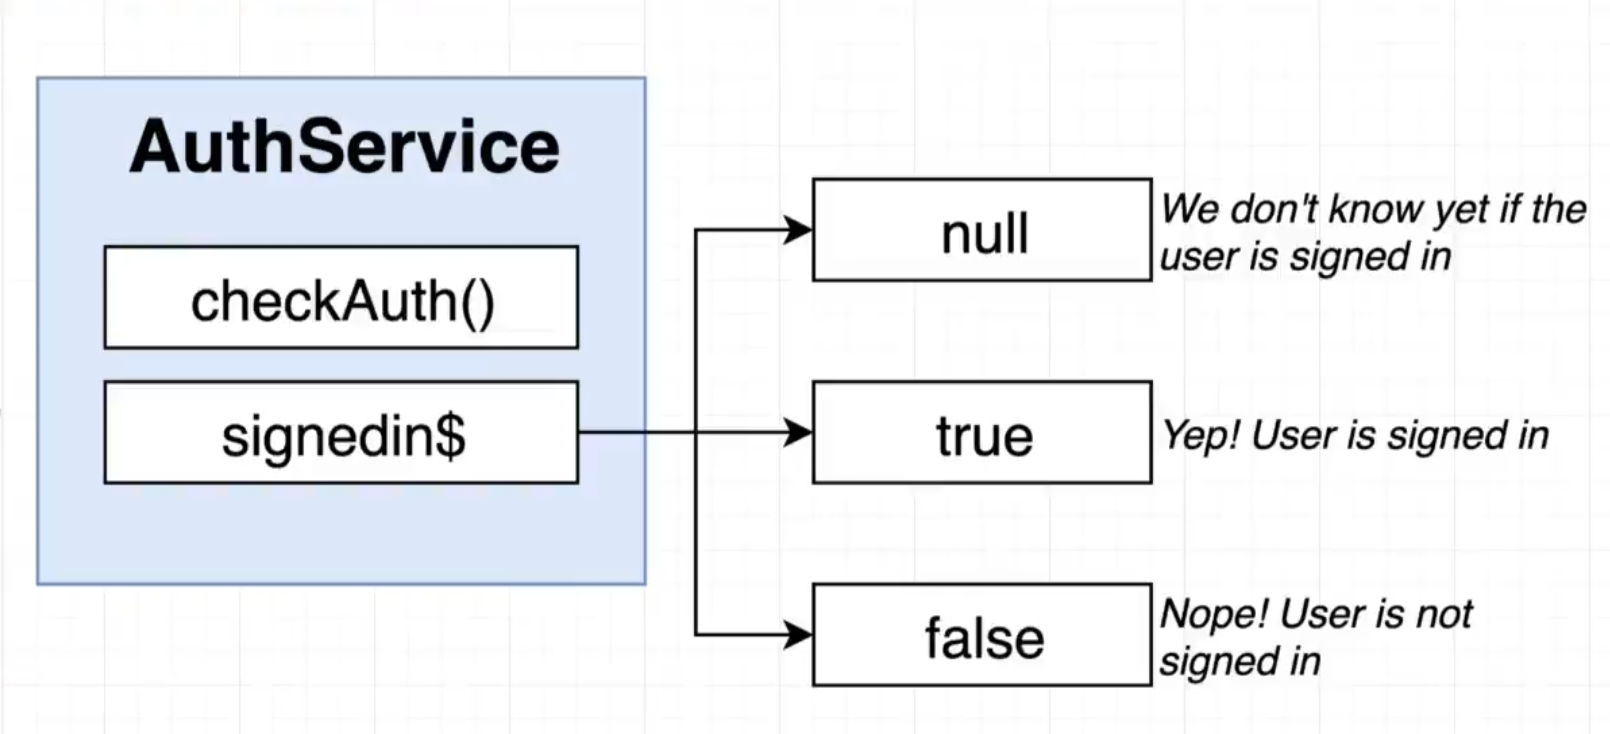 AuthService
checkAuth()
signedin$
null
We don't know yet if the
user is signed in
true
Yep! User is signed in
false
Nope! User is not
signed in